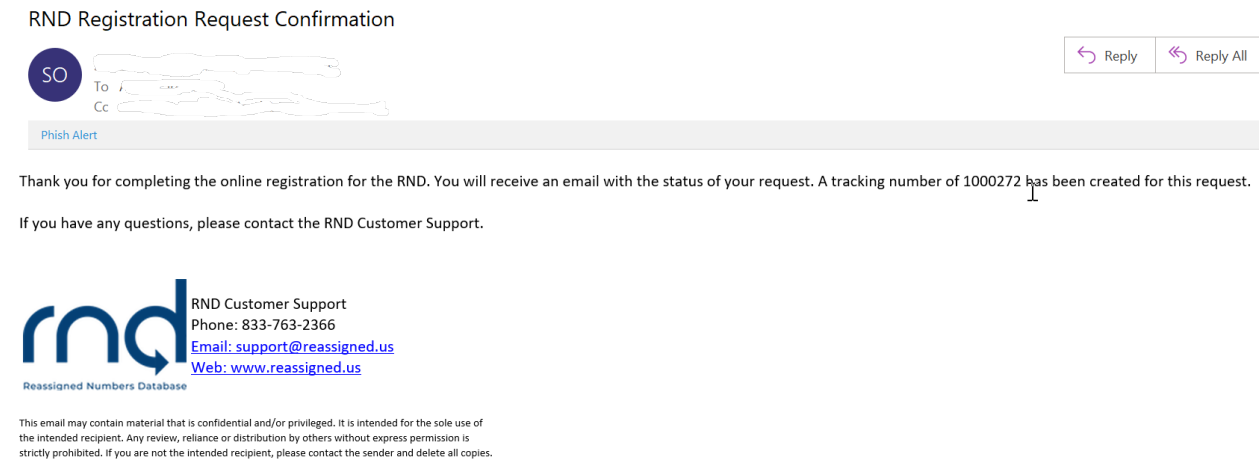 RND Registration Request Confirmation
SO
To
Cc
Reply
Reply All
Phish Alert
Thank you for completing the online registration for the RND. You will receive an email with the status of your request. A tracking number of 1000272 has been created for this request.
If you have any questions, please contact the RND Customer Support.
rnd
Reassigned Numbers Database
RND Customer Support
Phone: 833-763-2366
Email: support@reassigned.us
Web: www.reassigned.us
This email may contain material that is confidential and/or privileged. It is intended for the sole use of
the intended recipient. Any review, reliance or distribution by others without express permission is
strictly prohibited. If you are not the intended recipient, please contact the sender and delete all copies.